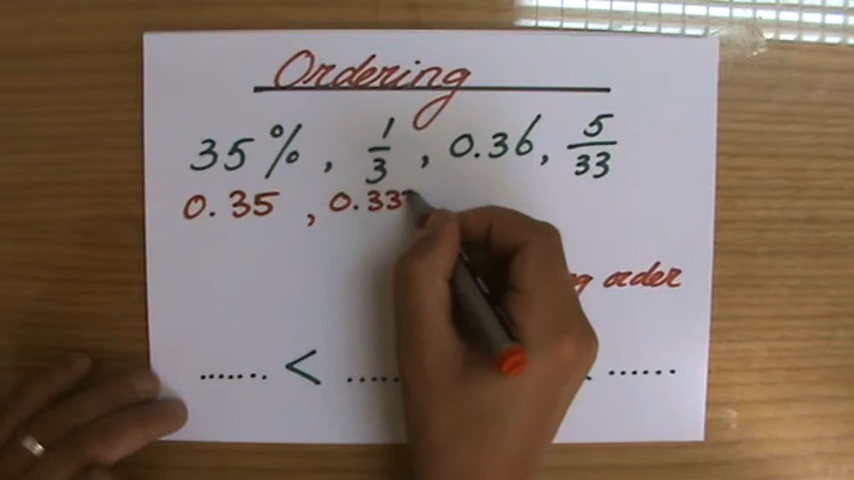 Ordering
35% , 1/3 , 0.36, 5/33
0.35 , 0.33
order
....... < ..... ......